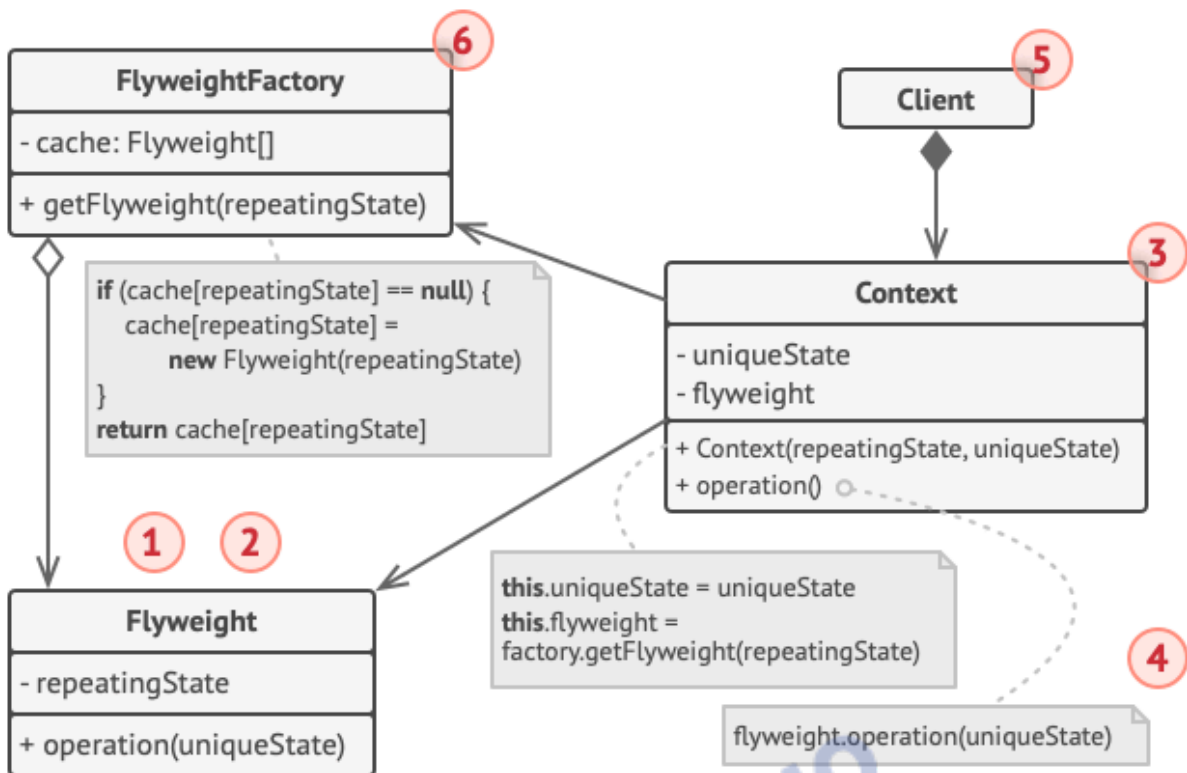 6
FlyweightFactory
- cache: Flyweight[]
+ getFlyweight(repeatingState)
if (cache[repeatingState] == null) {
cache[repeatingState] =
new Flyweight(repeatingState)
}
return cache[repeatingState]
5
Client
3
Context
- uniqueState
- flyweight
+ Context(repeatingState, uniqueState)
+ operation()
this.uniqueState = uniqueState
this.flyweight =
factory.getFlyweight(repeatingState)
4
flyweight.operation(uniqueState)
1 2
Flyweight
- repeatingState
+ operation(uniqueState)